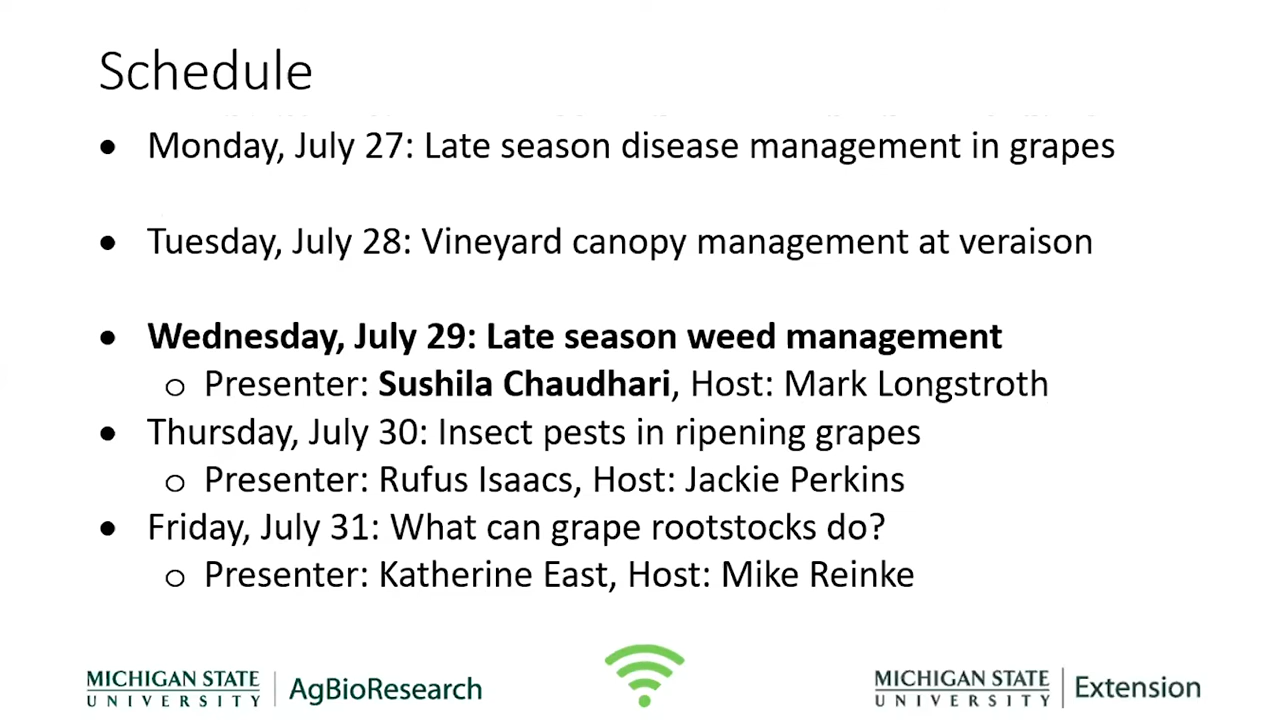 Schedule
• Monday, July 27: Late season disease management in grapes
• Tuesday, July 28: Vineyard canopy management at veraison
• Wednesday, July 29: Late season weed management
o Presenter: Sushila Chaudhari, Host: Mark Longstroth
• Thursday, July 30: Insect pests in ripening grapes
o Presenter: Rufus Isaacs, Host: Jackie Perkins
• Friday, July 31: What can grape rootstocks do?
o Presenter: Katherine East, Host: Mike Reinke
MICHIGAN STATE
UNIVERSITY
AgBioResearch
MICHIGAN STATE
UNIVERSITY
Extension